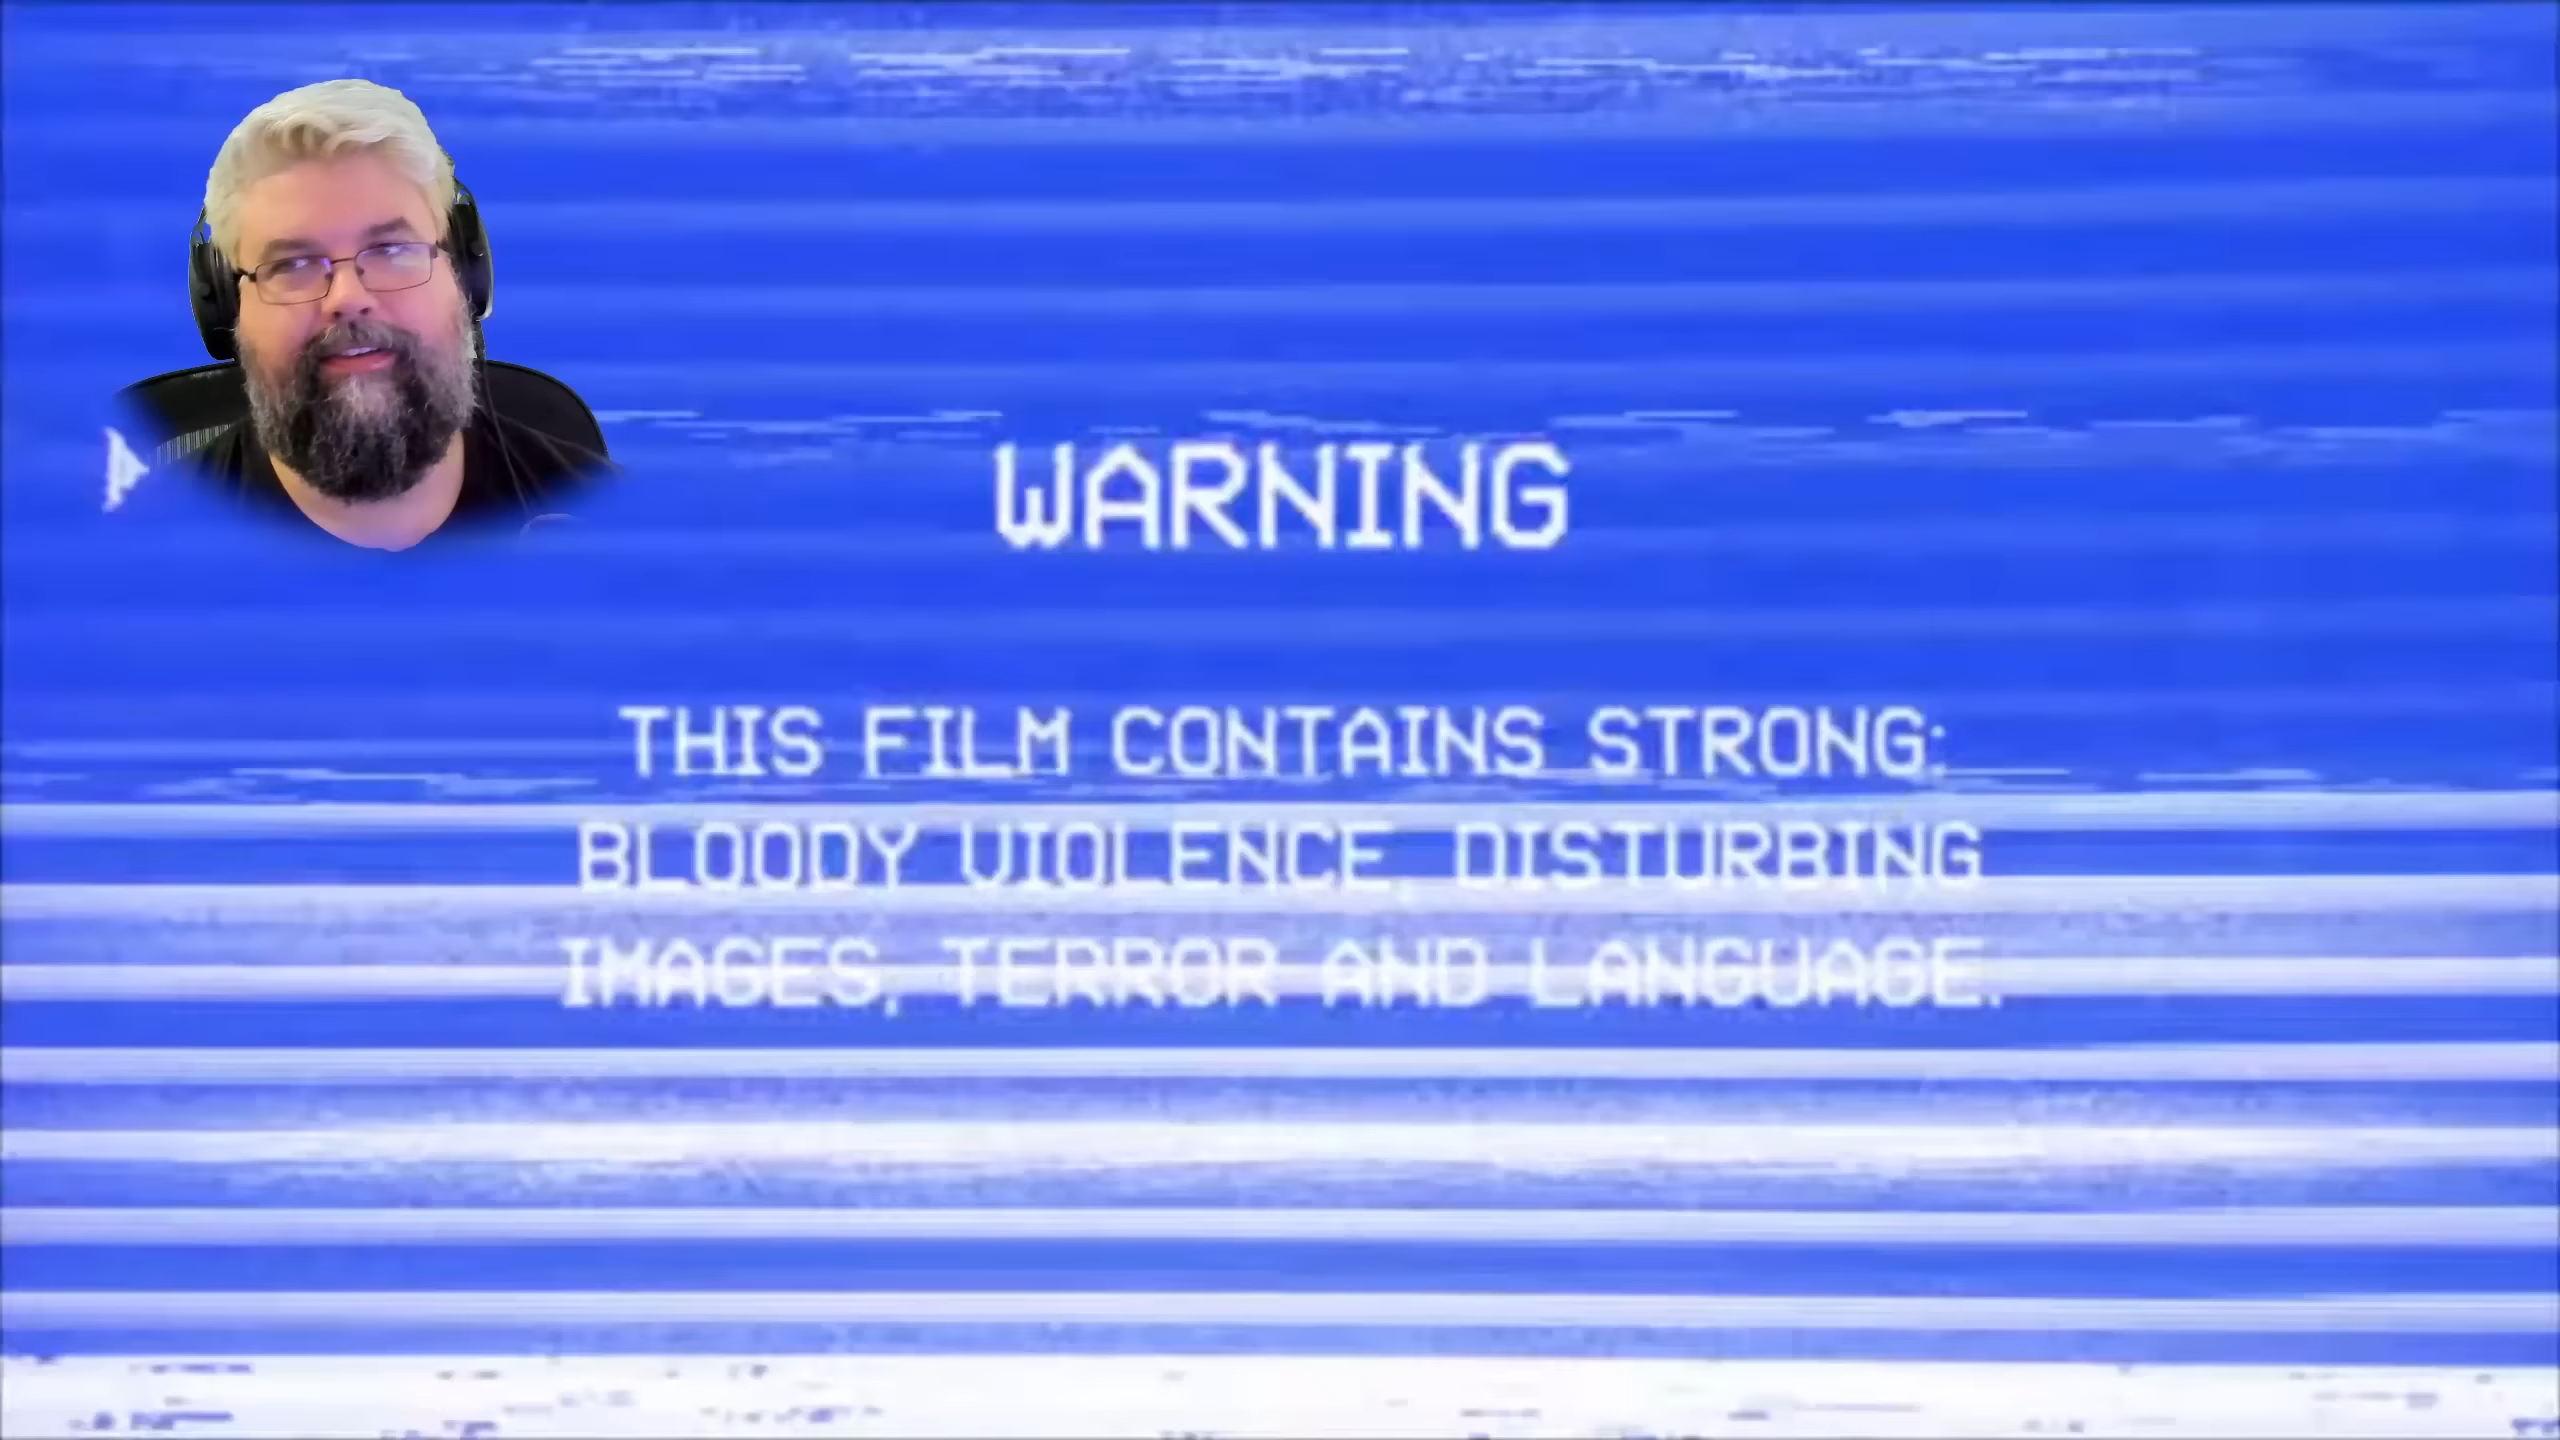 WARNING
THIS FILM CONTAINS STRONG:
BLOODY VIOLENCE, DISTURBING
IMAGES, TERROR AND LANGUAGE.